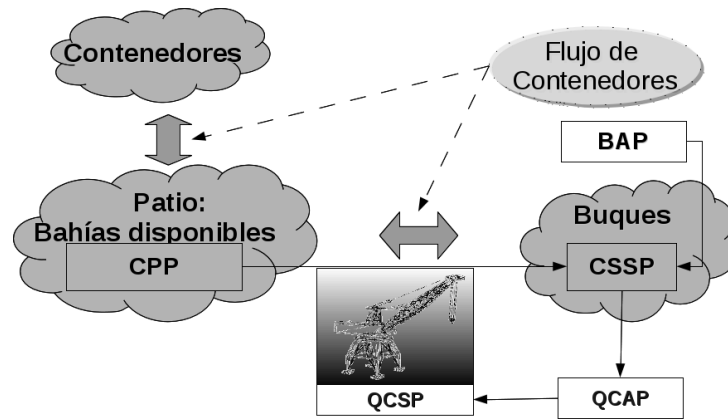 Contenedores
Flujo de
Contenedores
BAP
Patio:
Bahías disponibles
CPP
Buques
CSSP
QCSP
QCAP